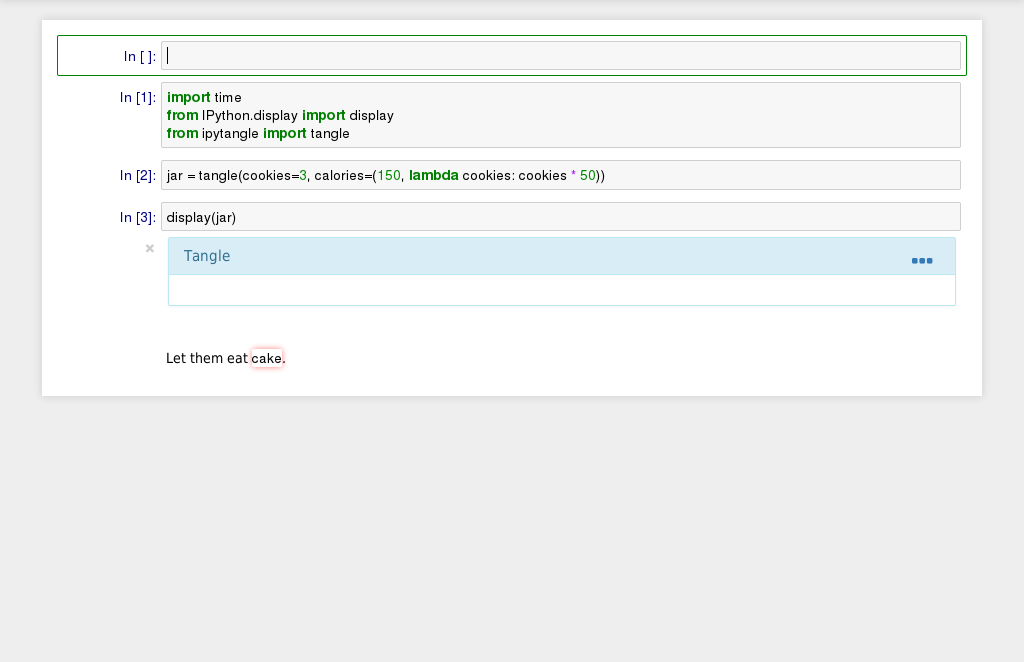 In [ ]:
In [1]: import time
from IPython.display import display
from ipytangle import tangle
In [2]: jar = tangle(cookies=3, calories=(150, lambda cookies: cookies * 50))
In [3]: display(jar)
Tangle
Let them eat cake.